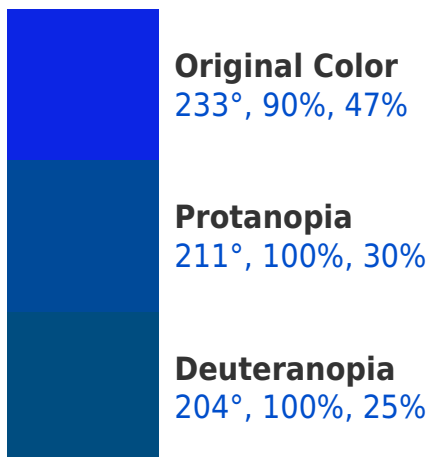 Original Color
233°, 90%, 47%
Protanopia
211°, 100%, 30%
Deuteranopia
204°, 100%, 25%